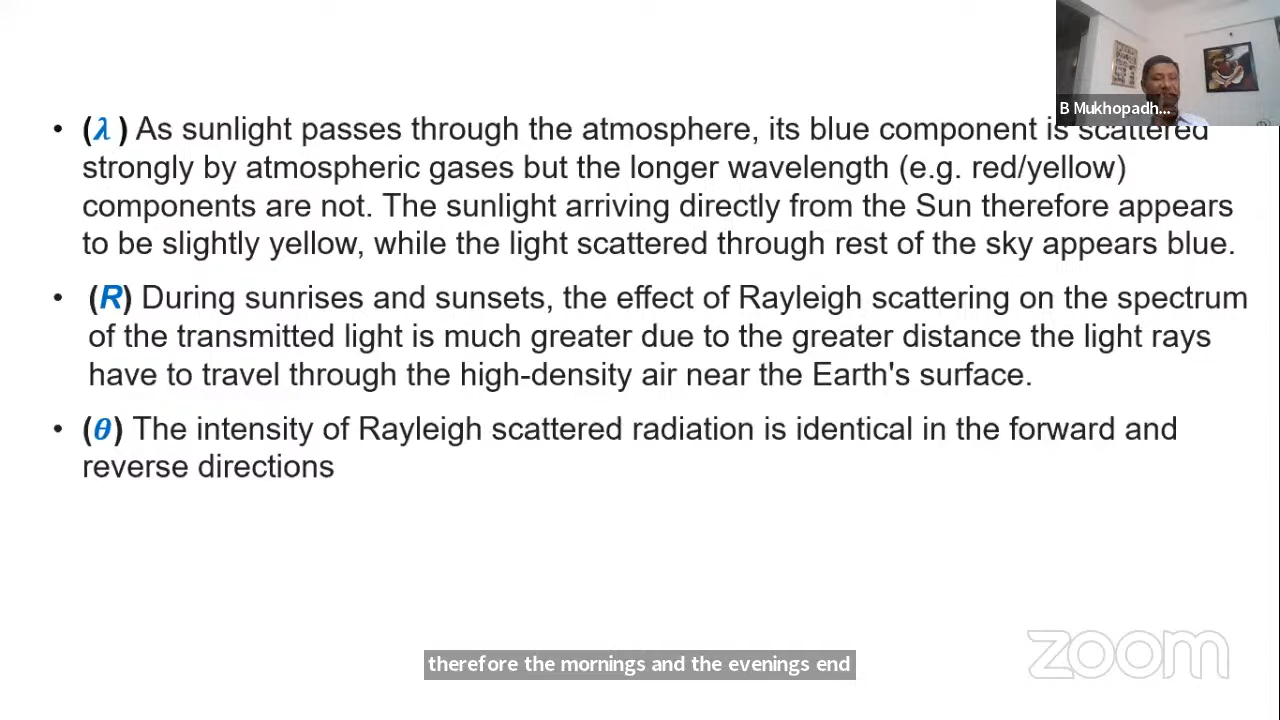 B Mukhopadh...
• (λ ) As sunlight passes through the atmosphere, its blue component is scattered
strongly by atmospheric gases but the longer wavelength (e.g. red/yellow)
components are not. The sunlight arriving directly from the Sun therefore appears
to be slightly yellow, while the light scattered through rest of the sky appears blue.
• (R) During sunrises and sunsets, the effect of Rayleigh scattering on the spectrum
of the transmitted light is much greater due to the greater distance the light rays
have to travel through the high-density air near the Earth's surface.
• (θ) The intensity of Rayleigh scattered radiation is identical in the forward and
reverse directions
therefore the mornings and the evenings end
zoom